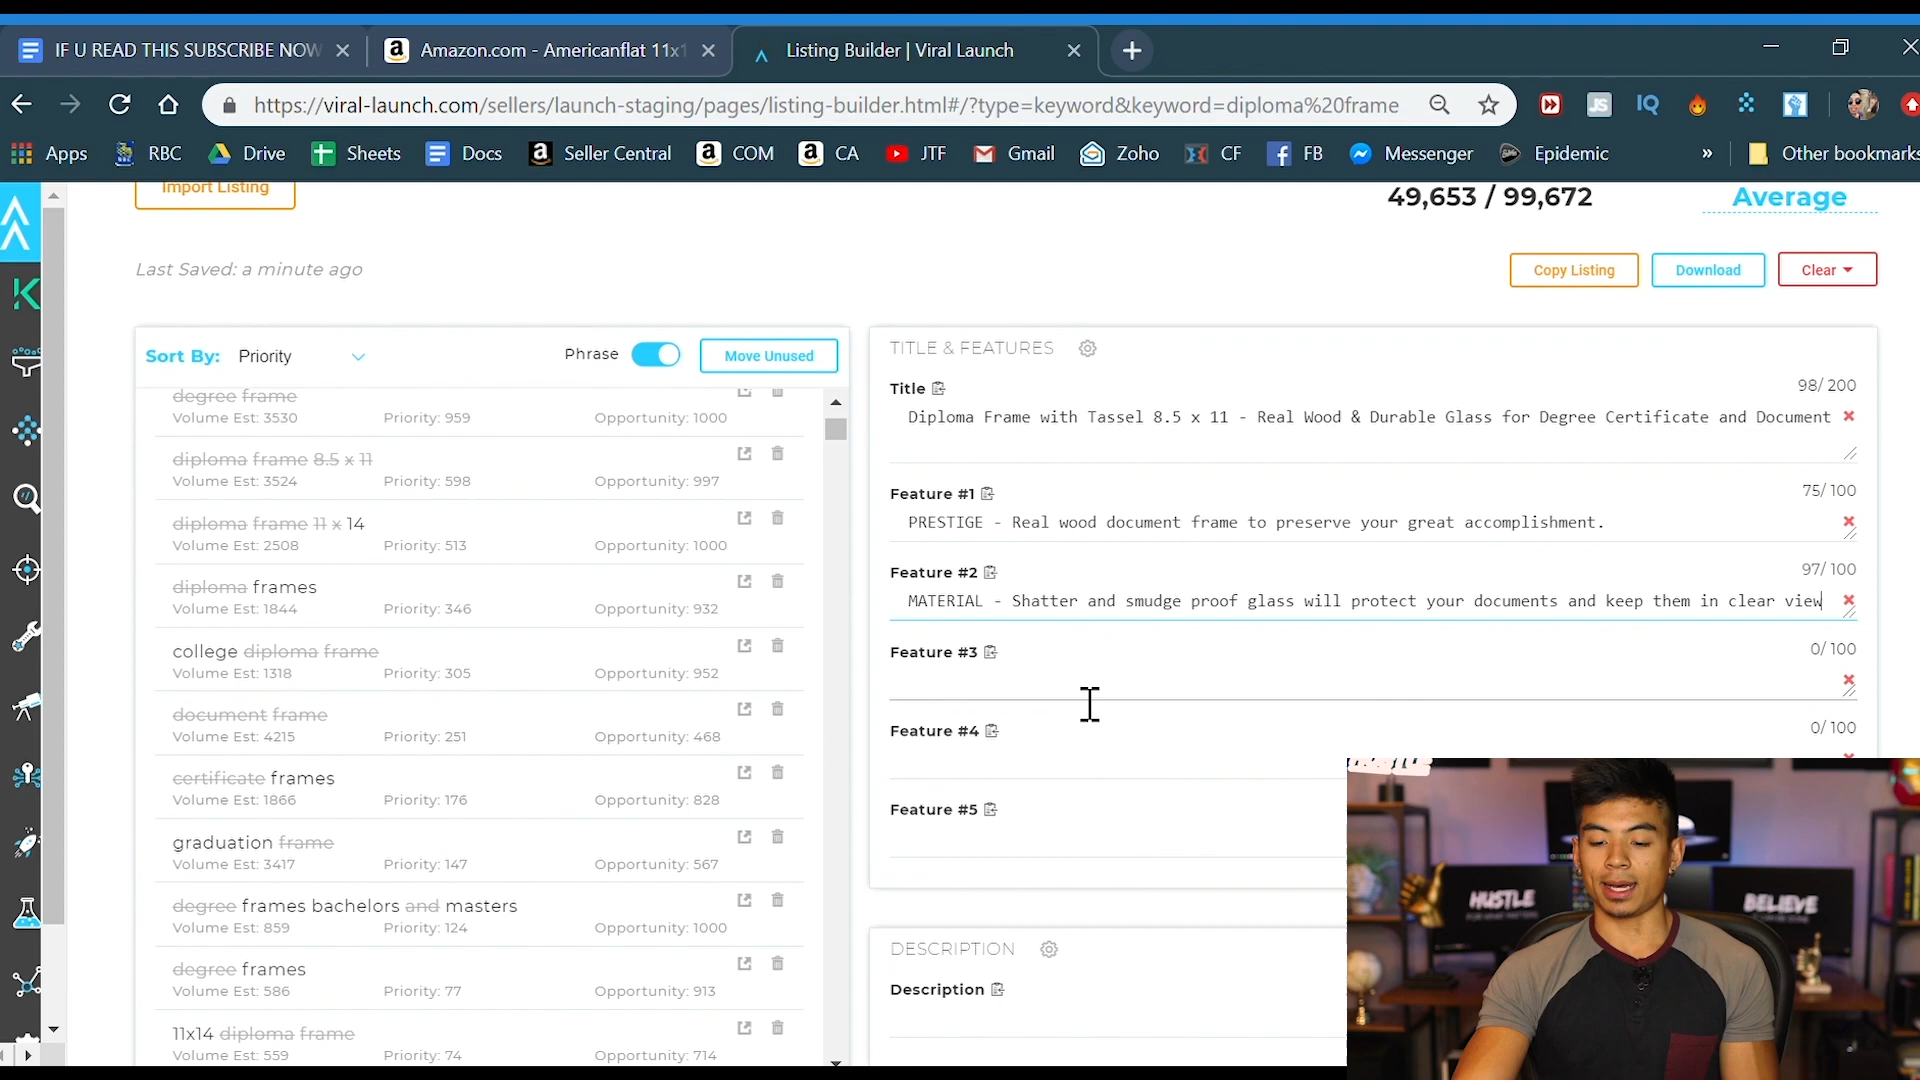 IF U READ THIS SUBSCRIBE NOW
Amazon.com - Americanflat 11x1
Listing Builder | Viral Launch
https://viral-launch.com/sellers/launch-staging/pages/listing-builder.html#/?type=keyword&keyword=diploma%20frame
Apps RBC Drive Sheets Docs Seller Central COM CA JTF Gmail Zoho CF FB Messenger Epidemic » Other bookmarks
Import Listing
49,653 / 99,672
Average
Last Saved: a minute ago
Copy Listing
Download
Clear
Sort By: Priority
Phrase
Move Unused
degree frame
Volume Est: 3530 Priority: 959 Opportunity: 1000
diploma frame 8.5 x 11
Volume Est: 3524 Priority: 598 Opportunity: 997
diploma frame 11 x 14
Volume Est: 2508 Priority: 513 Opportunity: 1000
diploma frames
Volume Est: 1844 Priority: 346 Opportunity: 932
college diploma frame
Volume Est: 1318 Priority: 305 Opportunity: 952
document frame
Volume Est: 4215 Priority: 251 Opportunity: 468
certificate frames
Volume Est: 1866 Priority: 176 Opportunity: 828
graduation frame
Volume Est: 3417 Priority: 147 Opportunity: 567
degree frames bachelors and masters
Volume Est: 859 Priority: 124 Opportunity: 1000
degree frames
Volume Est: 586 Priority: 77 Opportunity: 913
11x14 diploma frame
Volume Est: 559 Priority: 74 Opportunity: 714
TITLE & FEATURES
Title 98/ 200
Diploma Frame with Tassel 8.5 x 11 - Real Wood & Durable Glass for Degree Certificate and Document
Feature #1 75/ 100
PRESTIGE - Real wood document frame to preserve your great accomplishment.
Feature #2 97/ 100
MATERIAL - Shatter and smudge proof glass will protect your documents and keep them in clear view
Feature #3 0/ 100
Feature #4 0/ 100
Feature #5
DESCRIPTION
Description
HUSTLE
BELIEVE